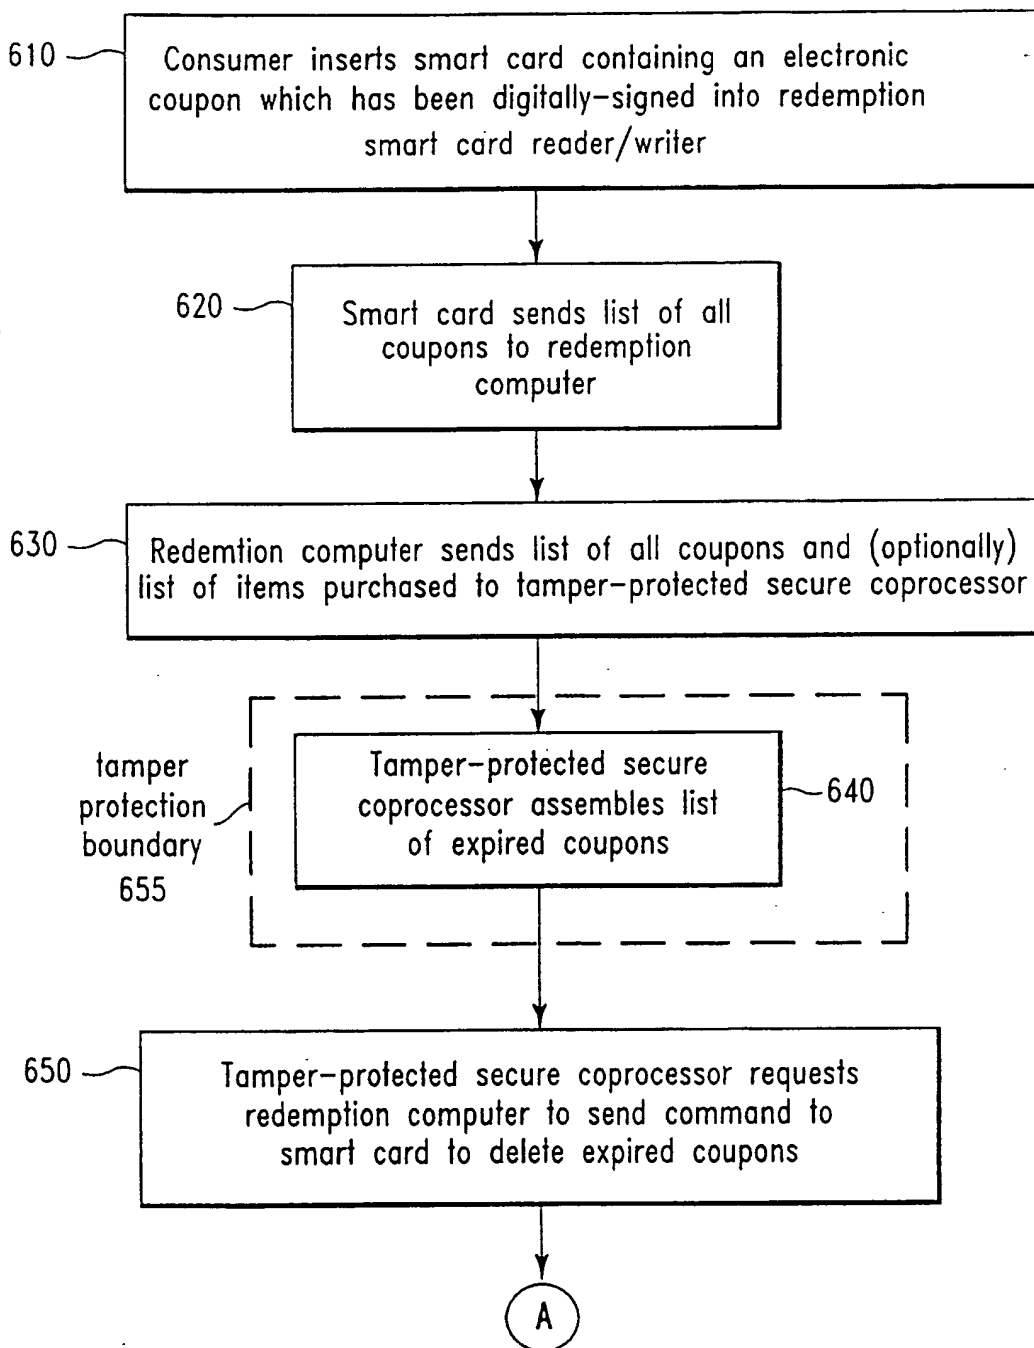 610
Consumer inserts smart card containing an electronic
coupon which has been digitally-signed into redemption
smart card reader/writer
620
Smart card sends list of all
coupons to redemption
computer
630
Redemtion computer sends list of all coupons and (optionally)
list of items purchased to tamper-protected secure coprocessor
tamper
protection
boundary
655
Tamper-protected secure
coprocessor assembles list
of expired coupons
640
650
Tamper-protected secure coprocessor requests
redemption computer to send command to
smart card to delete expired coupons
A